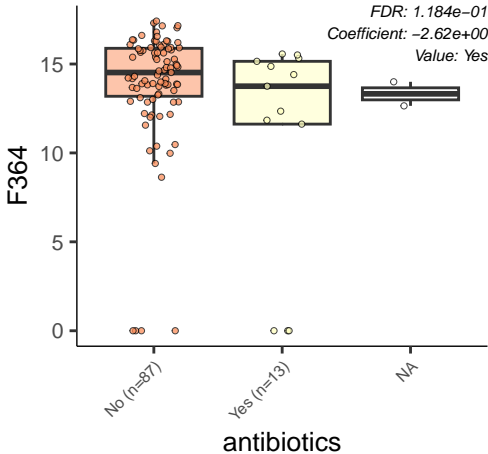 FDR: 1.184e−01
Coefficient: −2.62e+00
Value: Yes
F364
15
10
5
0
No (n=87)
Yes (n=13)
NA
antibiotics